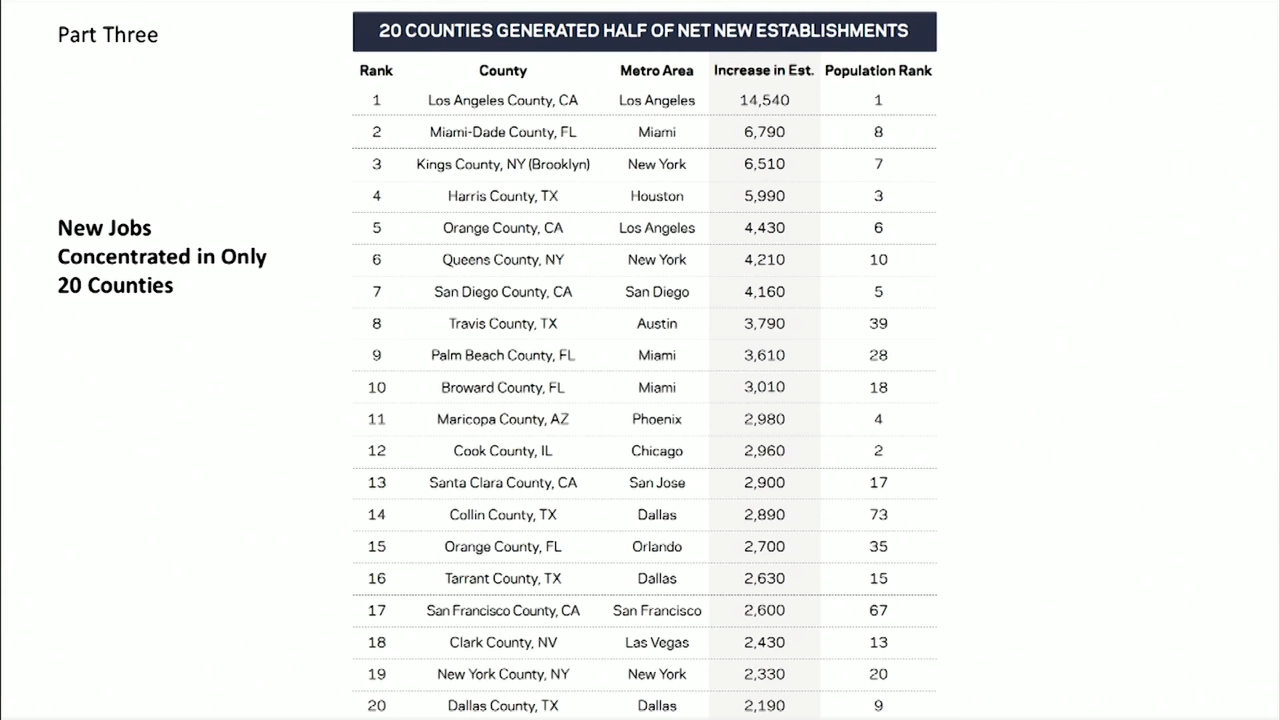 Part Three
New Jobs
Concentrated in Only
20 Counties
20 COUNTIES GENERATED HALF OF NET NEW ESTABLISHMENTS
Rank County Metro Area Increase in Est. Population Rank
1 Los Angeles County, CA Los Angeles 14,540 1
2 Miami-Dade County, FL Miami 6,790 8
3 Kings County, NY (Brooklyn) New York 6,510 7
4 Harris County, TX Houston 5,990 3
5 Orange County, CA Los Angeles 4,430 6
6 Queens County, NY New York 4,210 10
7 San Diego County, CA San Diego 4,160 5
8 Travis County, TX Austin 3,790 39
9 Palm Beach County, FL Miami 3,610 28
10 Broward County, FL Miami 3,010 18
11 Maricopa County, AZ Phoenix 2,980 4
12 Cook County, IL Chicago 2,960 2
13 Santa Clara County, CA San Jose 2,900 17
14 Collin County, TX Dallas 2,890 73
15 Orange County, FL Orlando 2,700 35
16 Tarrant County, TX Dallas 2,630 15
17 San Francisco County, CA San Francisco 2,600 67
18 Clark County, NV Las Vegas 2,430 13
19 New York County, NY New York 2,330 20
20 Dallas County, TX Dallas 2,190 9